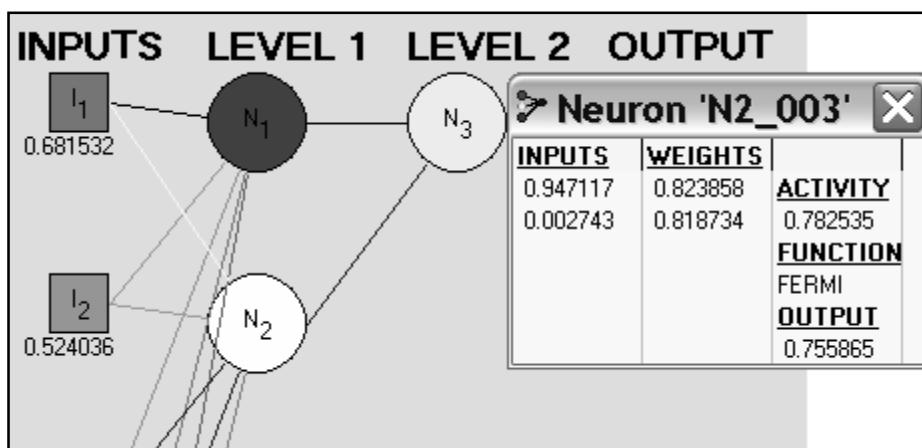 INPUTS LEVEL 1 LEVEL 2 OUTPUT
I1
0.681532
N1
N3
I2
0.524036
N2
Neuron 'N2_003'
INPUTS WEIGHTS
0.947117 0.823858
0.002743 0.818734
ACTIVITY
0.782535
FUNCTION
FERMI
OUTPUT
0.755865